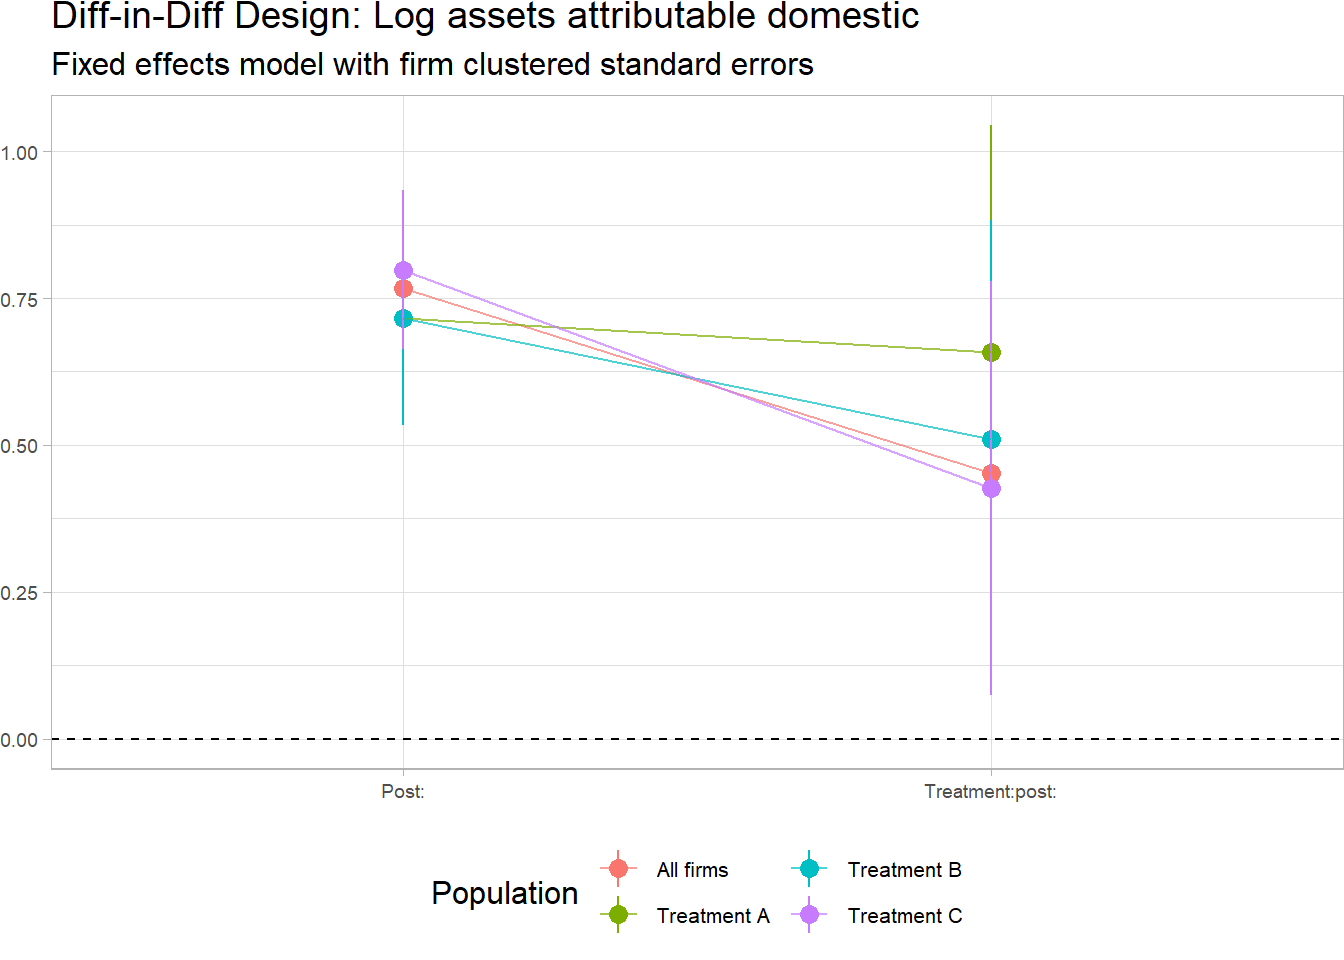 Diff-in-Diff Design: Log assets attributable domestic
Fixed effects model with firm clustered standard errors
1.00
0.75
0.50
0.25
0.00
Post:
Treatment:post:
Population
All firms
Treatment A
Treatment B
Treatment C